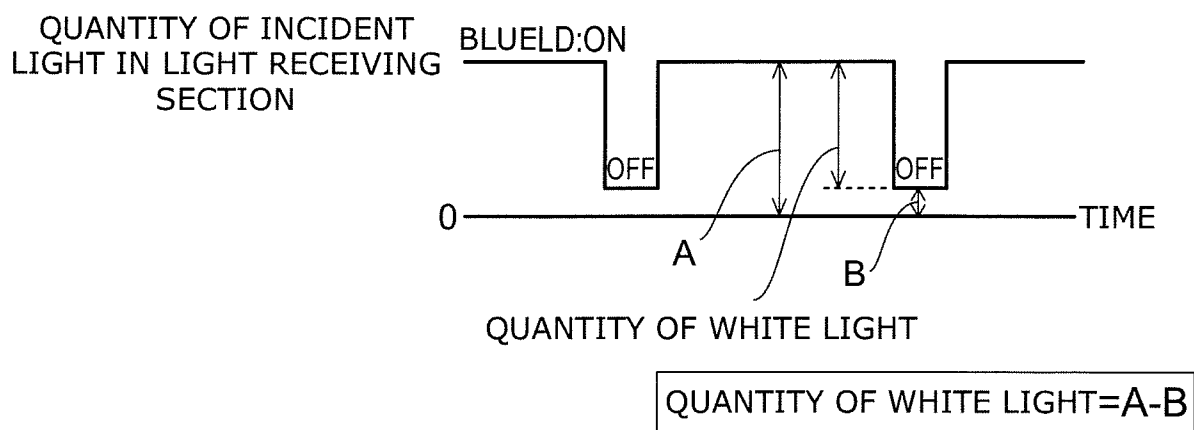 QUANTITY OF INCIDENT
LIGHT IN LIGHT RECEIVING
SECTION
BLUELD:ON
OFF
OFF
0
TIME
A
B
QUANTITY OF WHITE LIGHT
QUANTITY OF WHITE LIGHT=A-B